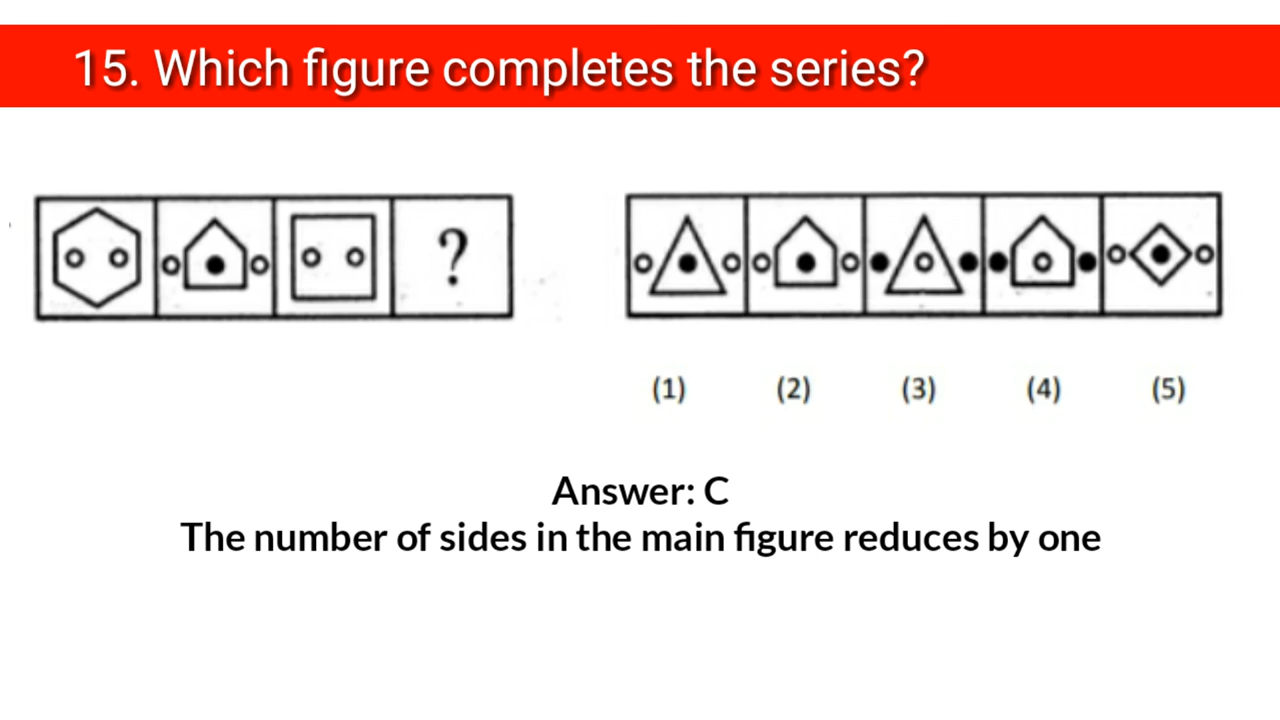 15. Which figure completes the series?
?
(1) (2) (3) (4) (5)
Answer: C
The number of sides in the main figure reduces by one